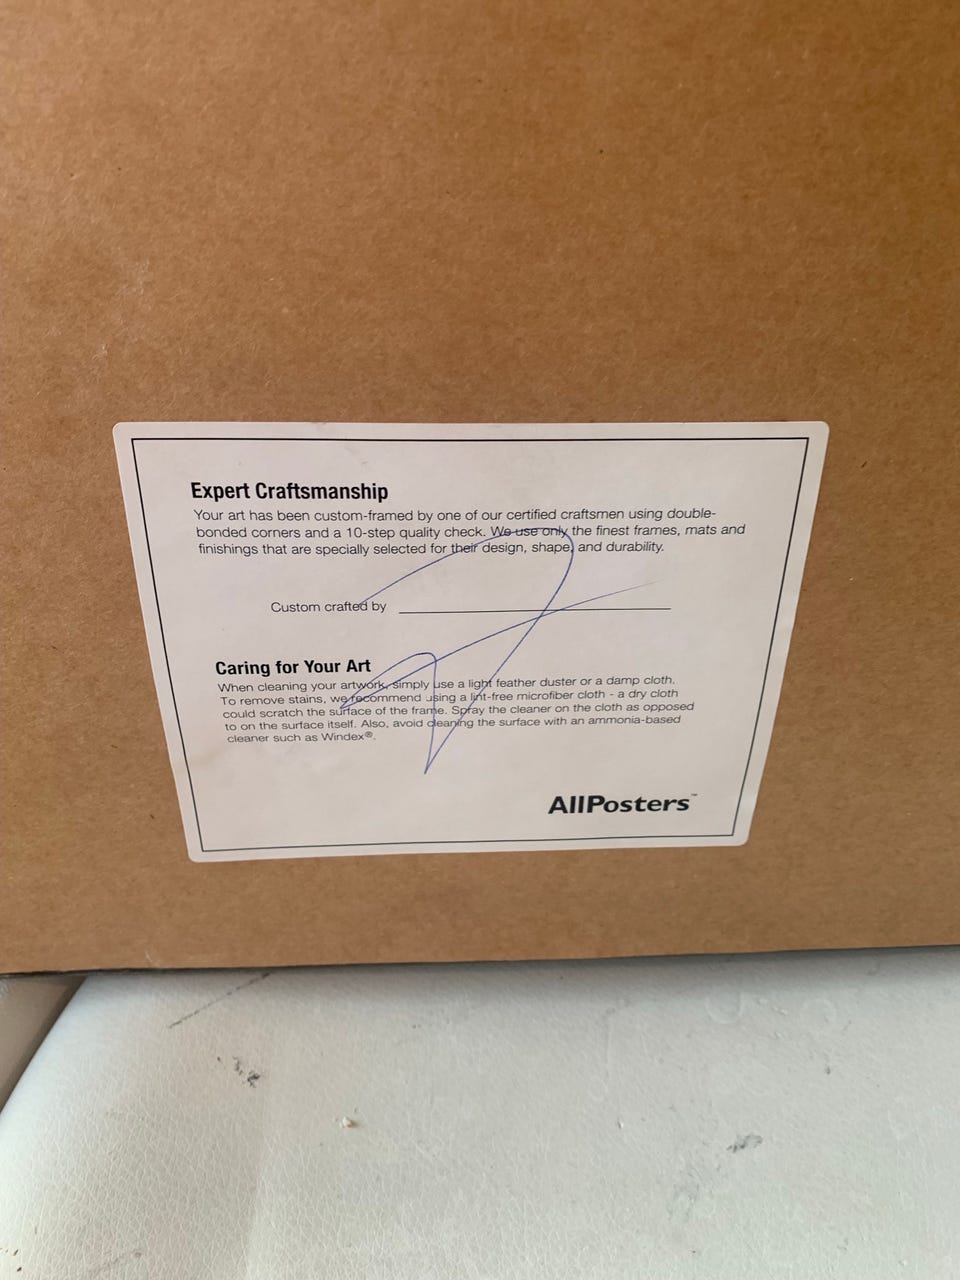 Expert Craftsmanship
Your art has been custom-framed by one of our certified craftsmen using double-
bonded corners and a 10-step quality check. We use only the finest frames, mats and
finishings that are specially selected for their design, shape, and durability.
Custom crafted by
Caring for Your Art
When cleaning your artwork, simply use a light feather duster or a damp cloth.
To remove stains, we recommend using a lint-free microfiber cloth - a dry cloth
could scratch the surface of the frame. Spray the cleaner on the cloth as opposed
to on the surface itself. Also, avoid cleaning the surface with an ammonia-based
cleaner such as Windex®.
AllPosters™